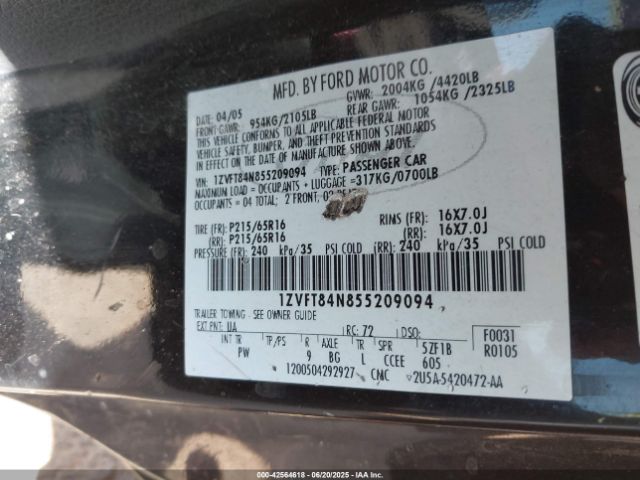 MFD. BY FORD MOTOR CO.
DATE: 04/05 GVWR: 2004KG /4420LB
FRONT GAWR: 954KG/2105LB REAR GAWR: 1054KG /2325LB
THIS VEHICLE CONFORMS TO ALL APPLICABLE FEDERAL MOTOR
VEHICLE SAFETY, BUMPER, AND THEFT PREVENTION STANDARDS
IN EFFECT ON THE DATE OF MANUFACTURE SHOWN ABOVE.
VIN: 1ZVFT84N855209094 TYPE: PASSENGER CAR
MAXIMUM LOAD = OCCUPANTS + LUGGAGE =317KG/0700LB
OCCUPANTS = 04 TOTAL; 2 FRONT,
TIRE (FR): P215/65R16 RINS (FR): 16X7.0J
(RR): P215/65R16 (RR): 16X7.0J
PRESSURE (FR): 240 kPa/35 PSI COLD (RR): 240 kPa/35 PSI COLD
1ZVFT84N855209094
TRAILER TOWING - SEE OWNER GUIDE
EXT PNT: UA RC: 72 DSO: F0031
INT TR TP/PS R AXLE TR SPR 5ZF1B R0105
PW 9 BG L CCEE 605
1200504292927 CNC 2U5A-5420472-AA
000-42564618 | 06/20/2025 | IAAI.COM